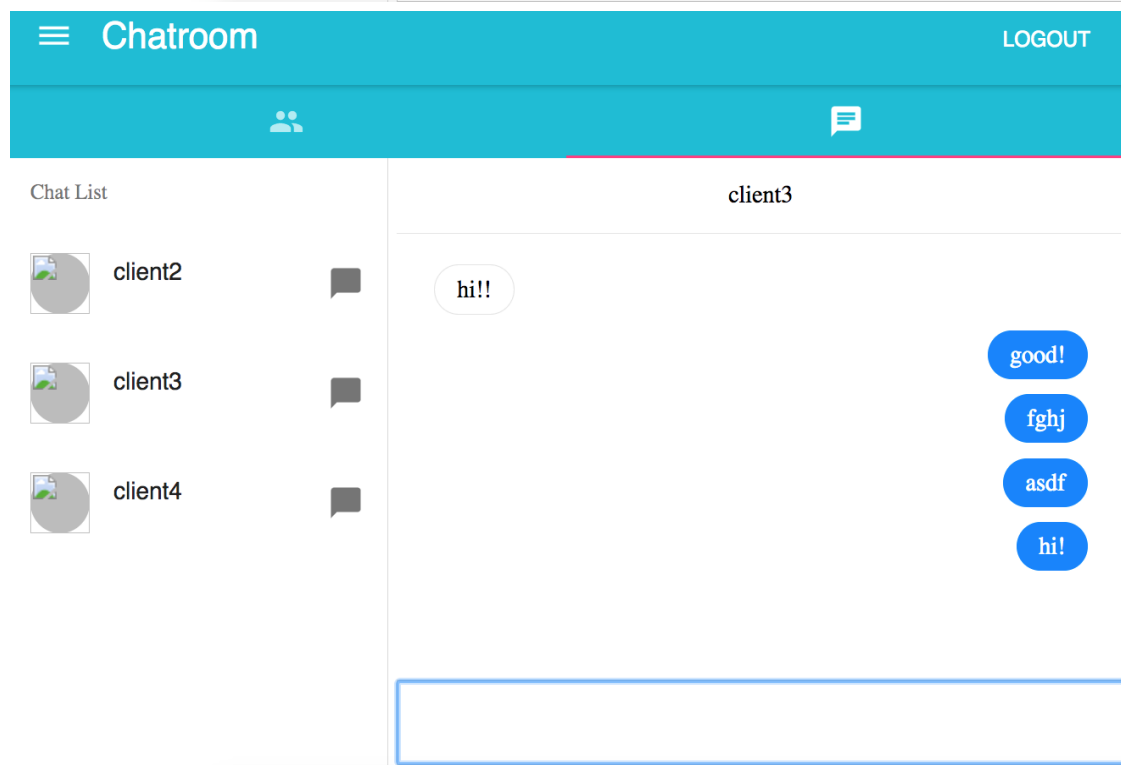 Chatroom
LOGOUT
Chat List
client2
client3
client4
client3
hi!!
good!
fghj
asdf
hi!